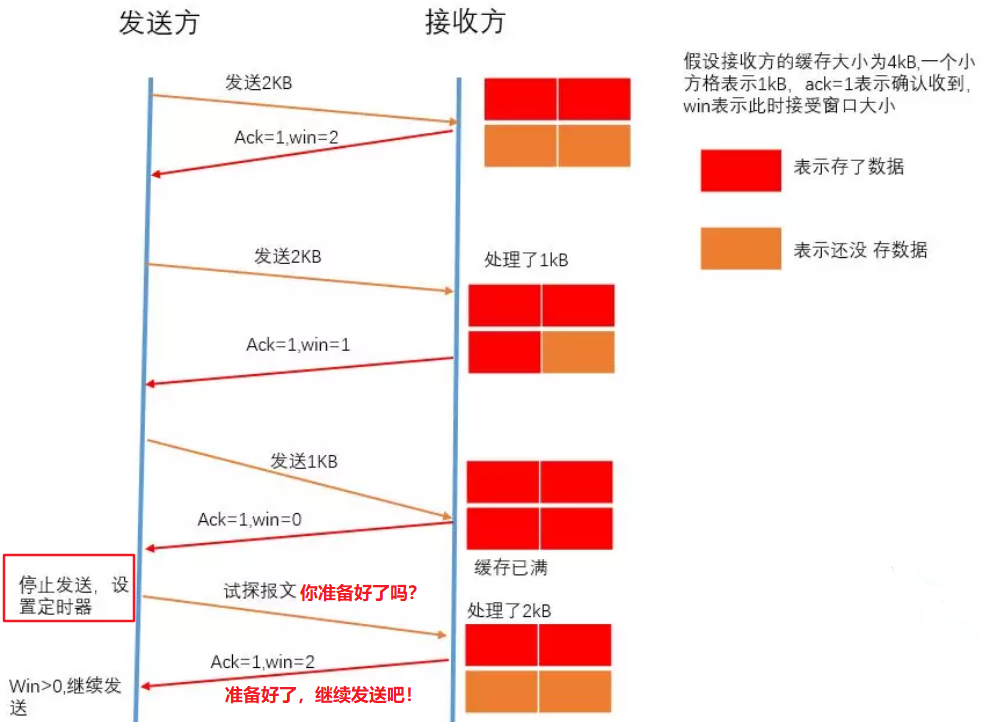 发送方
接收方
假设接收方的缓存大小为4kB,一个小
方格表示1kB，ack=1表示确认收到，
win表示此时接受窗口大小
发送2KB
Ack=1,win=2
表示存了数据
表示还没 存数据
发送2KB
处理了1kB
Ack=1,win=1
发送1KB
Ack=1,win=0
缓存已满
停止发送，设
置定时器
试探报文 你准备好了吗?
处理了2kB
Ack=1,win=2
准备好了，继续发送吧!
Win>0,继续发
送